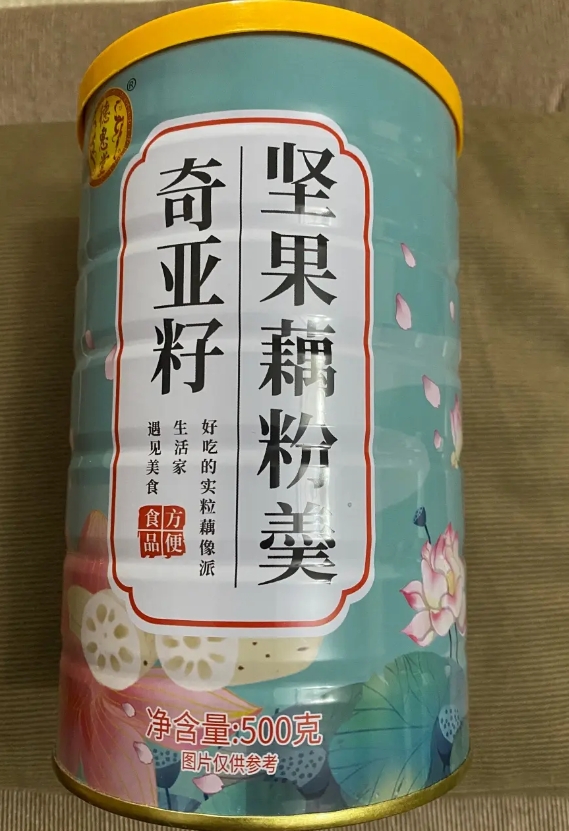 坚果藕粉羹
奇亚籽
好吃的实粒藕像派
生活家
遇见美食
方便
食品
净含量:500克
图片仅供参考
®